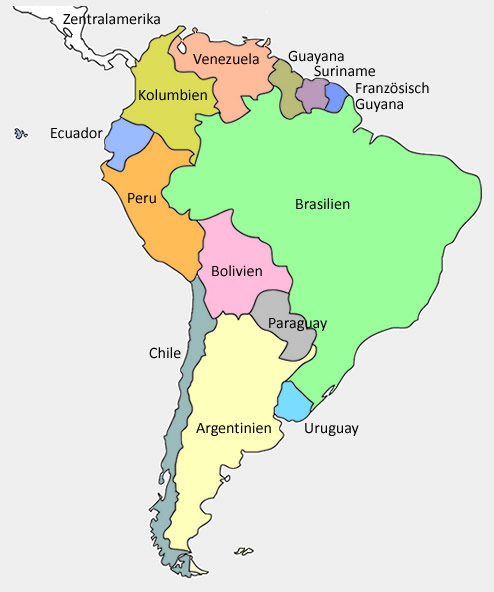 Zentralamerika
Venezuela
Guayana
Suriname
Französisch
Guyana
Kolumbien
Ecuador
Peru
Brasilien
Bolivien
Paraguay
Chile
Argentinien
Uruguay